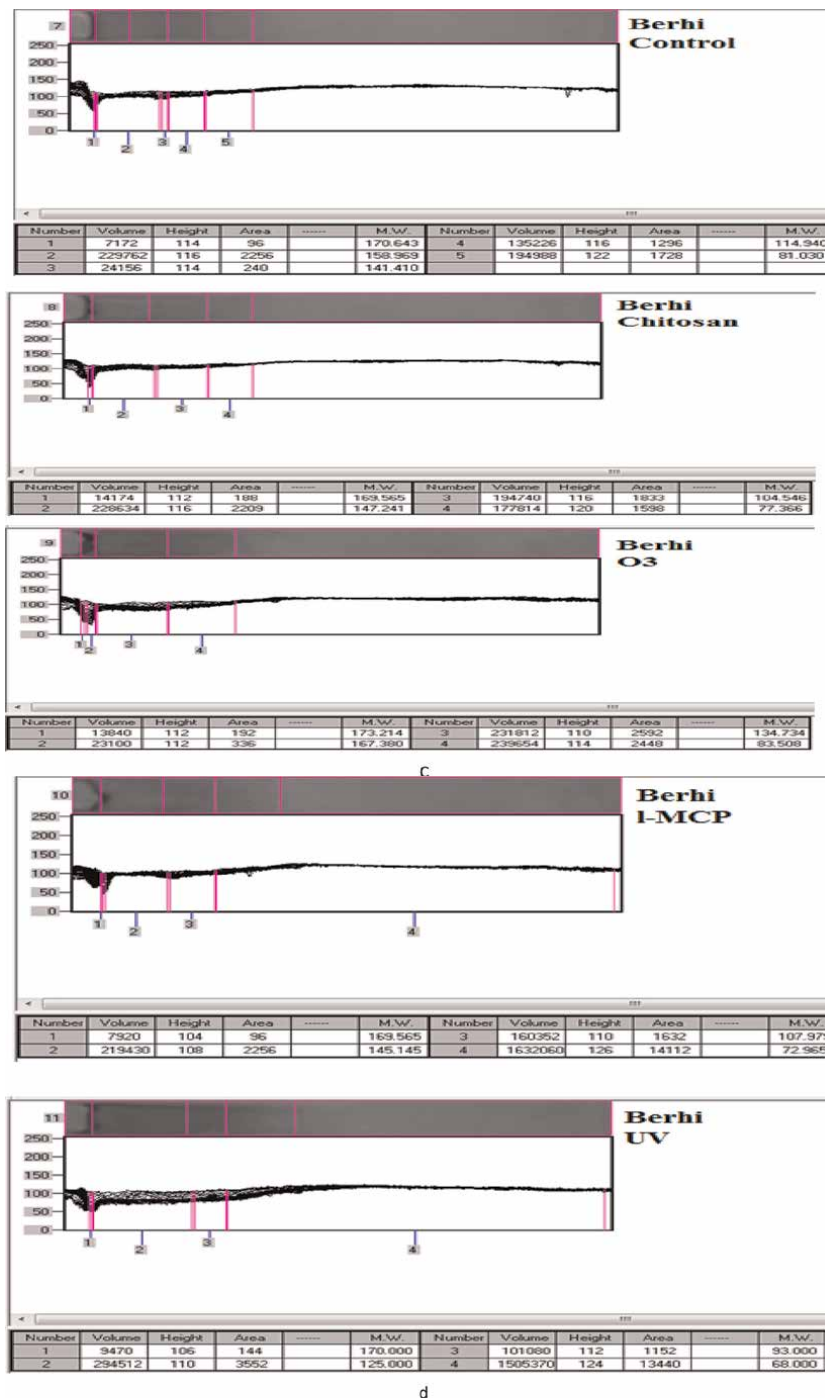 7
Berhi
Control
250
200
150
100
50
0
1 2 3 4 5
Number Volume Height Area ------ M.W. Number Volume Height Area ------ M.W.
1 7172 114 96 170.643 4 135226 116 1296 114.940
2 229762 116 2256 158.969 5 194988 122 1728 81.030
3 24156 114 240 141.410
8
Berhi
Chitosan
250
200
150
100
50
0
1 2 3 4
Number Volume Height Area ------ M.W. Number Volume Height Area ------ M.W.
1 14174 112 188 169.565 3 194740 116 1833 104.546
2 228634 116 2209 147.241 4 177814 120 1598 77.366
9
Berhi
O3
250
200
150
100
50
0
1 2 3 4
Number Volume Height Area ------ M.W. Number Volume Height Area ------ M.W.
1 13840 112 192 173.214 3 231812 110 2592 134.734
2 23100 112 336 167.380 4 239654 114 2448 83.508
c
10
Berhi
1-MCP
250
200
150
100
50
0
1 2 3 4
Number Volume Height Area ------ M.W. Number Volume Height Area ------ M.W.
1 7920 104 96 169.565 3 160352 110 1632 107.979
2 219430 108 2256 145.145 4 1632060 126 14112 72.965
11
Berhi
UV
250
200
150
100
50
0
1 2 3 4
Number Volume Height Area ------ M.W. Number Volume Height Area ------ M.W.
1 9470 106 144 170.000 3 101080 112 1152 93.000
2 294512 110 3552 125.000 4 1505370 124 13440 68.000
d